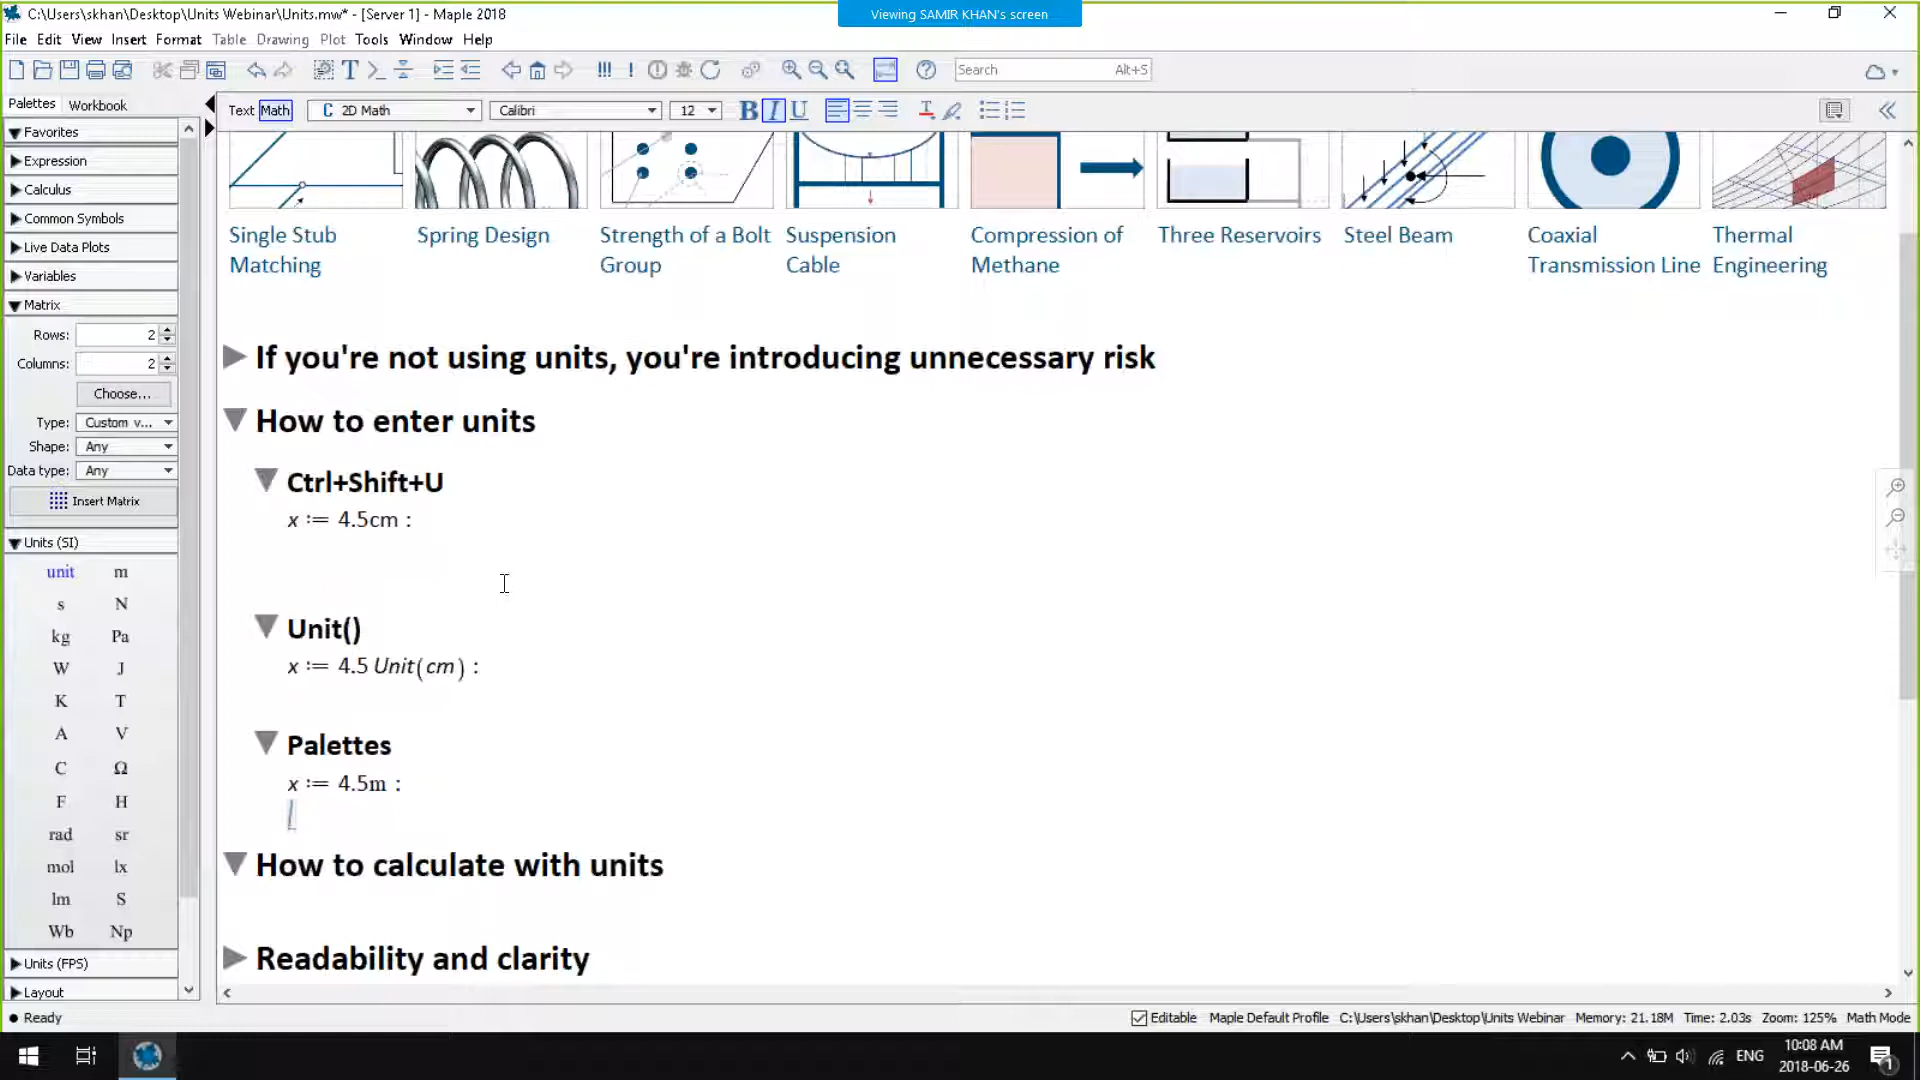 C:\Users\skhan\Desktop\Units Webinar\Units.mw* - [Server 1] - Maple 2018
Viewing SAMIR KHAN's screen
File Edit View Insert Format Table Drawing Plot Tools Window Help
Search Alt+S
Palettes Workbook
Text Math C 2D Math Calibri 12 B I U
Favorites
Expression
Calculus
Common Symbols
Live Data Plots
Variables
Matrix
Rows: 2
Columns: 2
Choose...
Type: Custom v...
Shape: Any
Data type: Any
Insert Matrix
Units (SI)
unit m
s N
kg Pa
W J
K T
A V
C Ω
F H
rad sr
mol lx
lm S
Wb Np
Units (FPS)
Layout
Single Stub Matching
Spring Design
Strength of a Bolt Group
Suspension Cable
Compression of Methane
Three Reservoirs
Steel Beam
Coaxial Transmission Line
Thermal Engineering
If you're not using units, you're introducing unnecessary risk
How to enter units
Ctrl+Shift+U
x := 4.5cm :
Unit()
x := 4.5 Unit(cm) :
Palettes
x := 4.5m :
How to calculate with units
Readability and clarity
Ready
Editable Maple Default Profile C:\Users\skhan\Desktop\Units Webinar Memory: 21.18M Time: 2.03s Zoom: 125% Math Mode
ENG
10:08 AM
2018-06-26
1